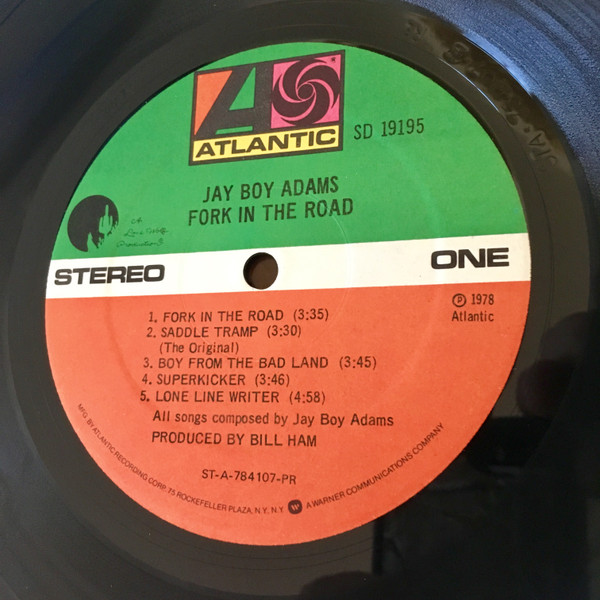 ATLANTIC
SD 19195
JAY BOY ADAMS
FORK IN THE ROAD
STEREO
ONE
1. FORK IN THE ROAD (3:35)
2. SADDLE TRAMP (3:30)
(The Original)
3. BOY FROM THE BAD LAND (3:45)
4. SUPERKICKER (3:46)
5. LONE LINE WRITER (4:58)
℗ 1978
Atlantic
All songs composed by Jay Boy Adams
PRODUCED BY BILL HAM
ST-A-784107-PR
MFG. BY ATLANTIC RECORDING CORP. 75 ROCKEFELLER PLAZA, N.Y. N.Y. A WARNER COMMUNICATIONS COMPANY